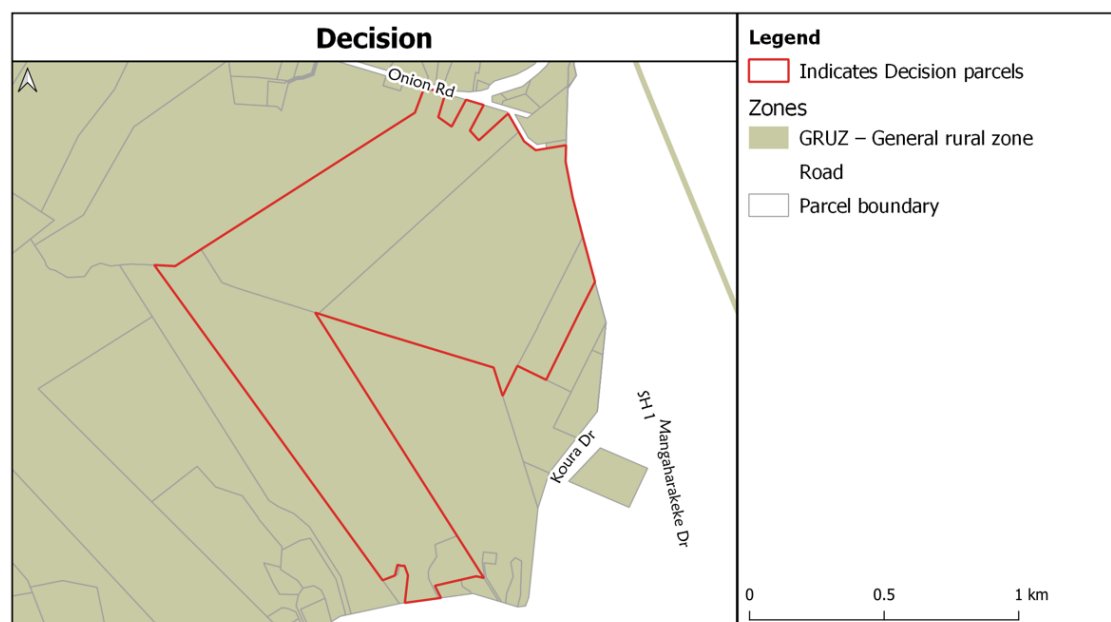 Decision
Onion Rd
Koura Dr
SH 1
Mangaharakeke Dr
Legend
Indicates Decision parcels
Zones
GRUZ – General rural zone
Road
Parcel boundary
0 0.5 1 km